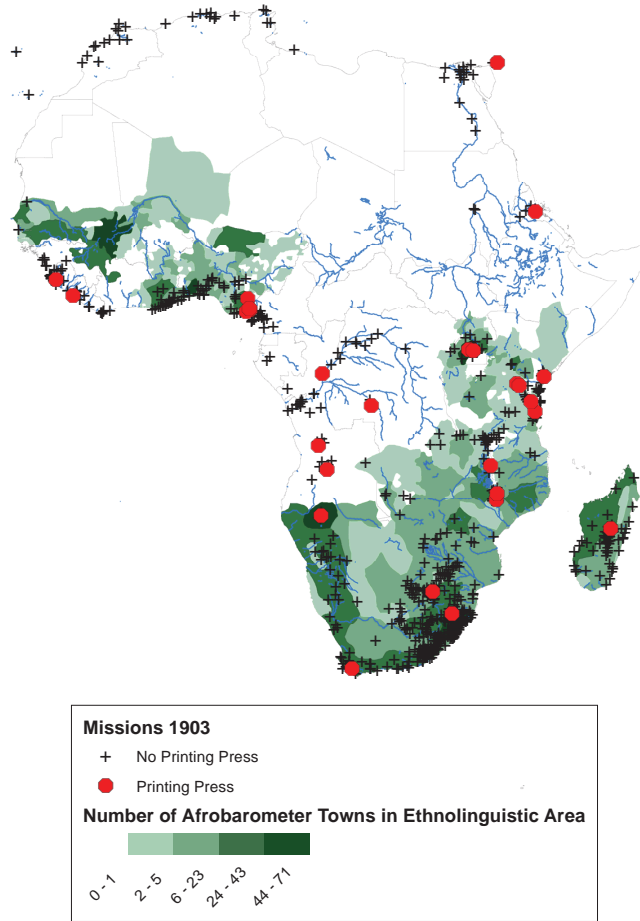 Missions 1903
No Printing Press
Printing Press
Number of Afrobarometer Towns in Ethnolinguistic Area
0 - 1
2 - 5
6 - 23
24 - 43
44 - 71